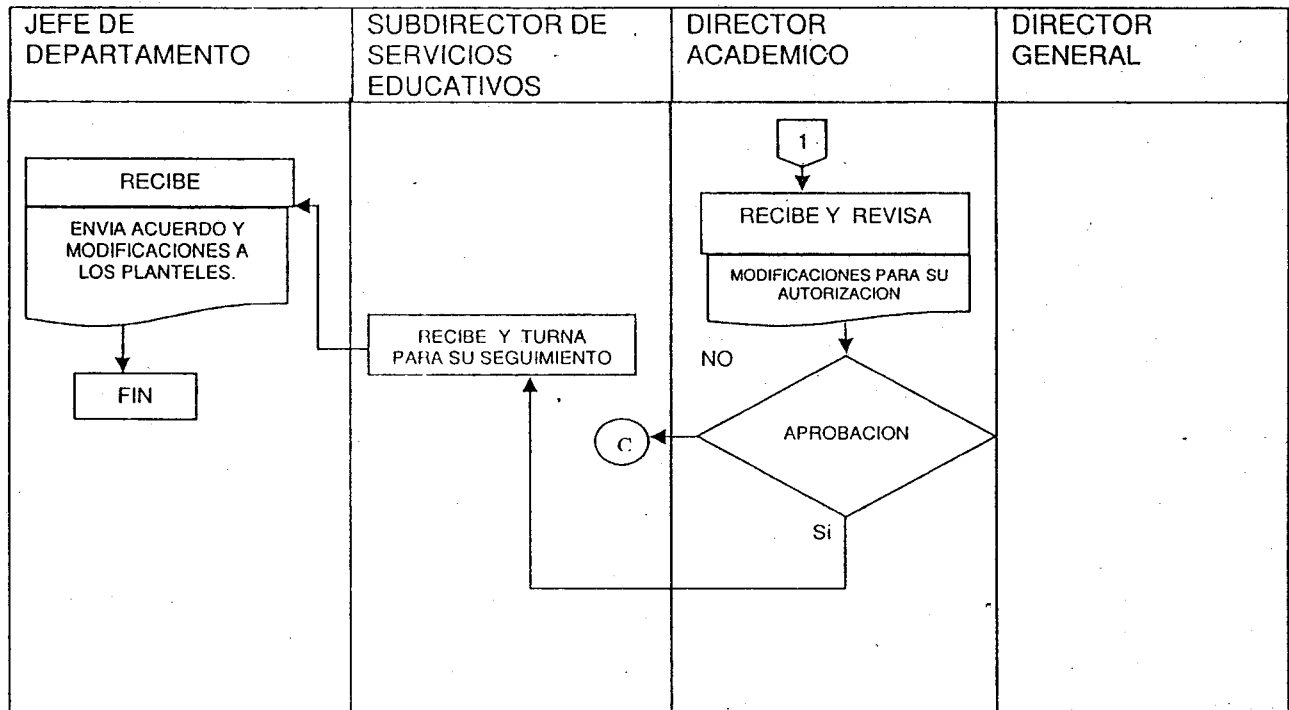 JEFE DE
DEPARTAMENTO
SUBDIRECTOR DE
SERVICIOS
EDUCATIVOS
DIRECTOR
ACADEMICO
DIRECTOR
GENERAL
1
RECIBE Y REVISA
MODIFICACIONES PARA SU
AUTORIZACION
NO
APROBACION
C
Si
RECIBE Y TURNA
PARA SU SEGUIMIENTO
RECIBE
ENVIA ACUERDO Y
MODIFICACIONES A
LOS PLANTELES.
FIN